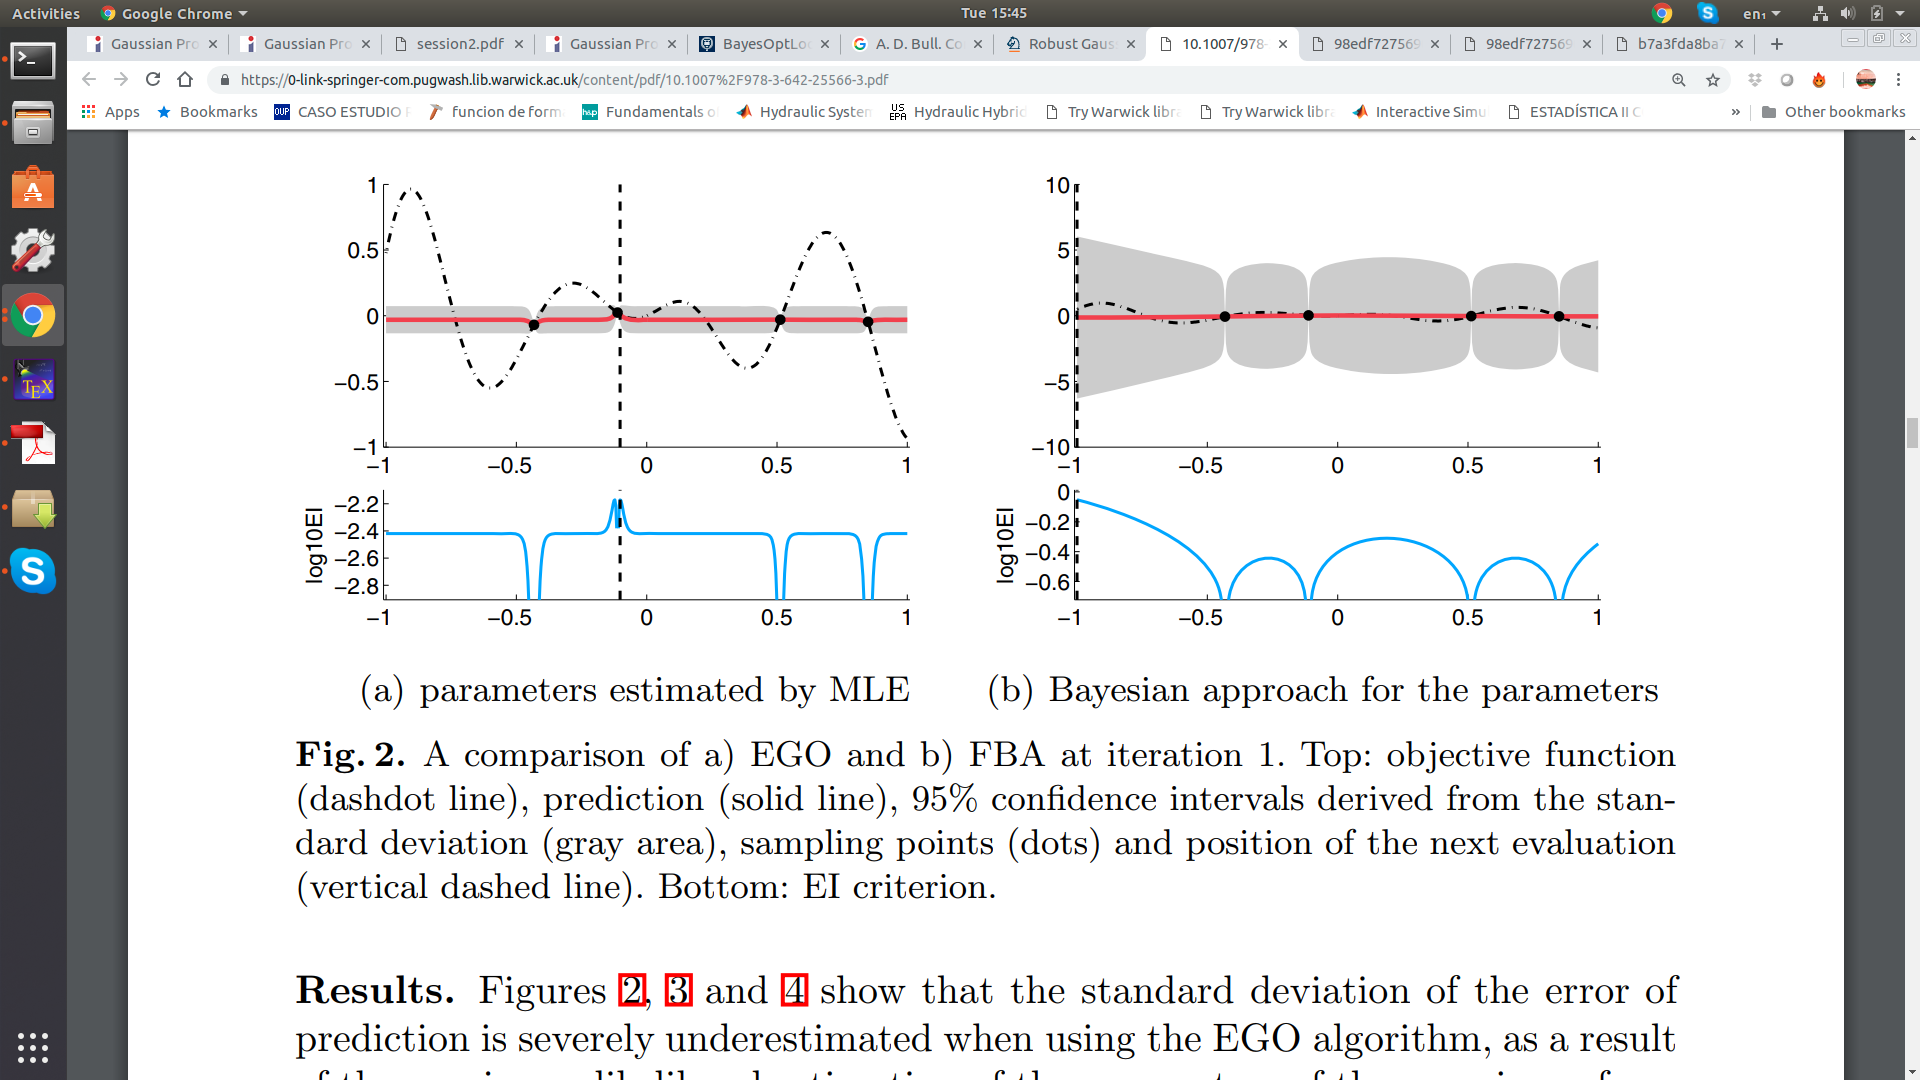 Activities Google Chrome Tue 15:45 en₁
Gaussian Pro Gaussian Pro session2.pdf Gaussian Pro BayesOptLoo A. D. Bull. Co Robust Gaus 10.1007/978- 98edf727569 98edf727569 b7a3fda8ba7
https://0-link-springer-com.pugwash.lib.warwick.ac.uk/content/pdf/10.1007%2F978-3-642-25566-3.pdf
Apps Bookmarks OUP CASO ESTUDIO funcion de form h&p Fundamentals o Hydraulic System US EPA Hydraulic Hybrid Try Warwick libra Try Warwick libra Interactive Simu ESTADÍSTICA II C » Other bookmarks
1
0.5
0
−0.5
−1
−1 −0.5 0 0.5 1
log10EI
−2.2
−2.4
−2.6
−2.8
−1 −0.5 0 0.5 1
10
5
0
−5
−10
−1 −0.5 0 0.5 1
log10EI
0
−0.2
−0.4
−0.6
−1 −0.5 0 0.5 1
(a) parameters estimated by MLE
(b) Bayesian approach for the parameters
Fig. 2. A comparison of a) EGO and b) FBA at iteration 1. Top: objective function
(dashdot line), prediction (solid line), 95% confidence intervals derived from the stan-
dard deviation (gray area), sampling points (dots) and position of the next evaluation
(vertical dashed line). Bottom: EI criterion.
Results. Figures 2, 3 and 4 show that the standard deviation of the error of
prediction is severely underestimated when using the EGO algorithm, as a result